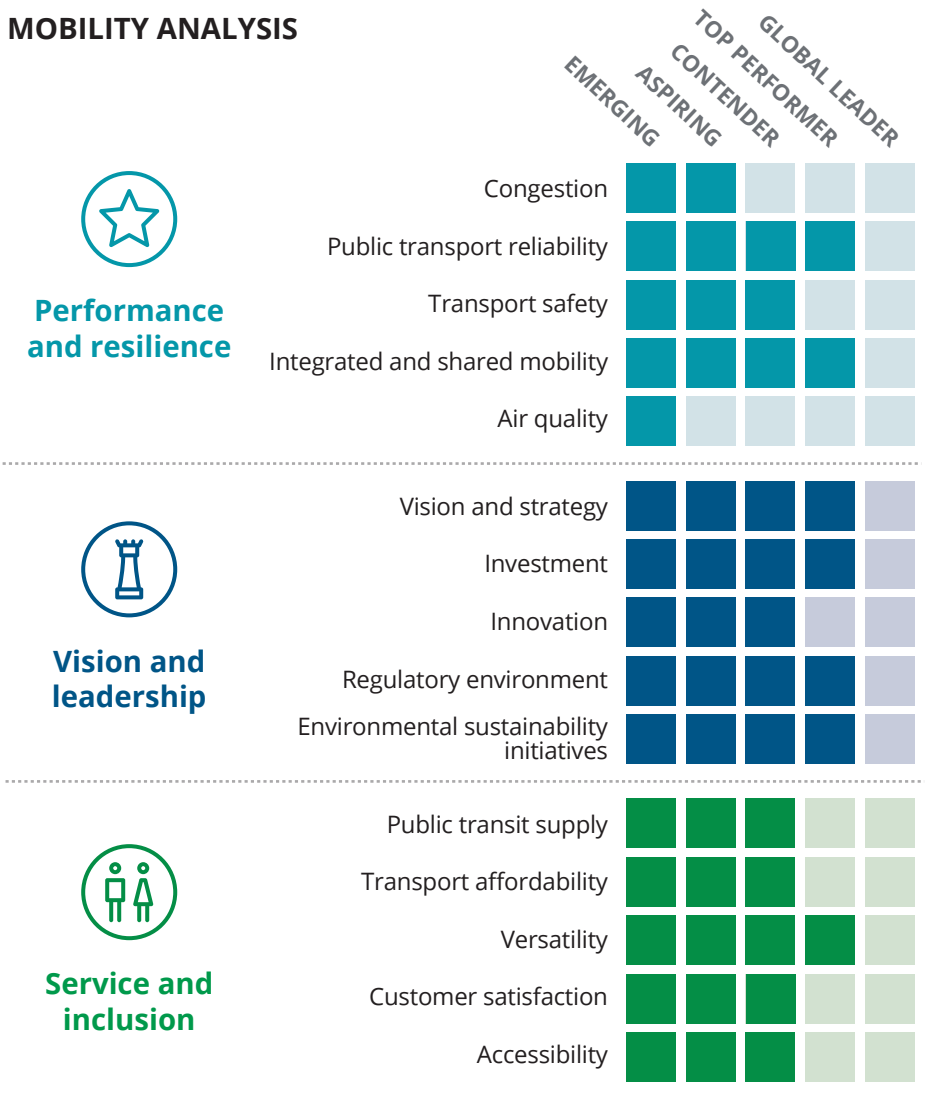 MOBILITY ANALYSIS
EMERGING
ASPIRING
CONTENDER
TOP PERFORMER
GLOBAL LEADER
Performance
and resilience
Congestion
Public transport reliability
Transport safety
Integrated and shared mobility
Air quality
Vision and
leadership
Vision and strategy
Investment
Innovation
Regulatory environment
Environmental sustainability
initiatives
Service and
inclusion
Public transit supply
Transport affordability
Versatility
Customer satisfaction
Accessibility